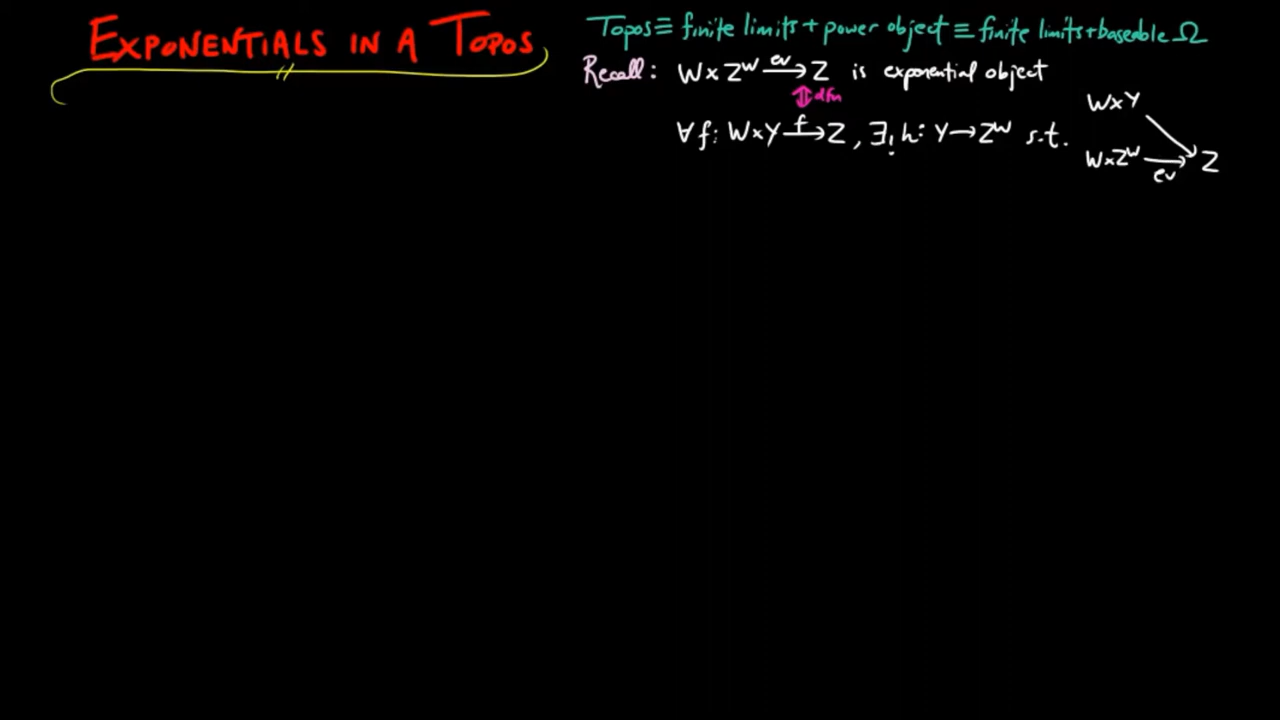 EXPONENTIALS IN A TOPOS
Topos ≡ finite limits + power object ≡ finite limits + baseable Ω
Recall: W×Z^W —ev→ Z is exponential object
⇕ dfn
∀f: W×Y —f→ Z, ∃! h: Y→Z^W s.t.
W×Y
W×Z^W —ev→ Z